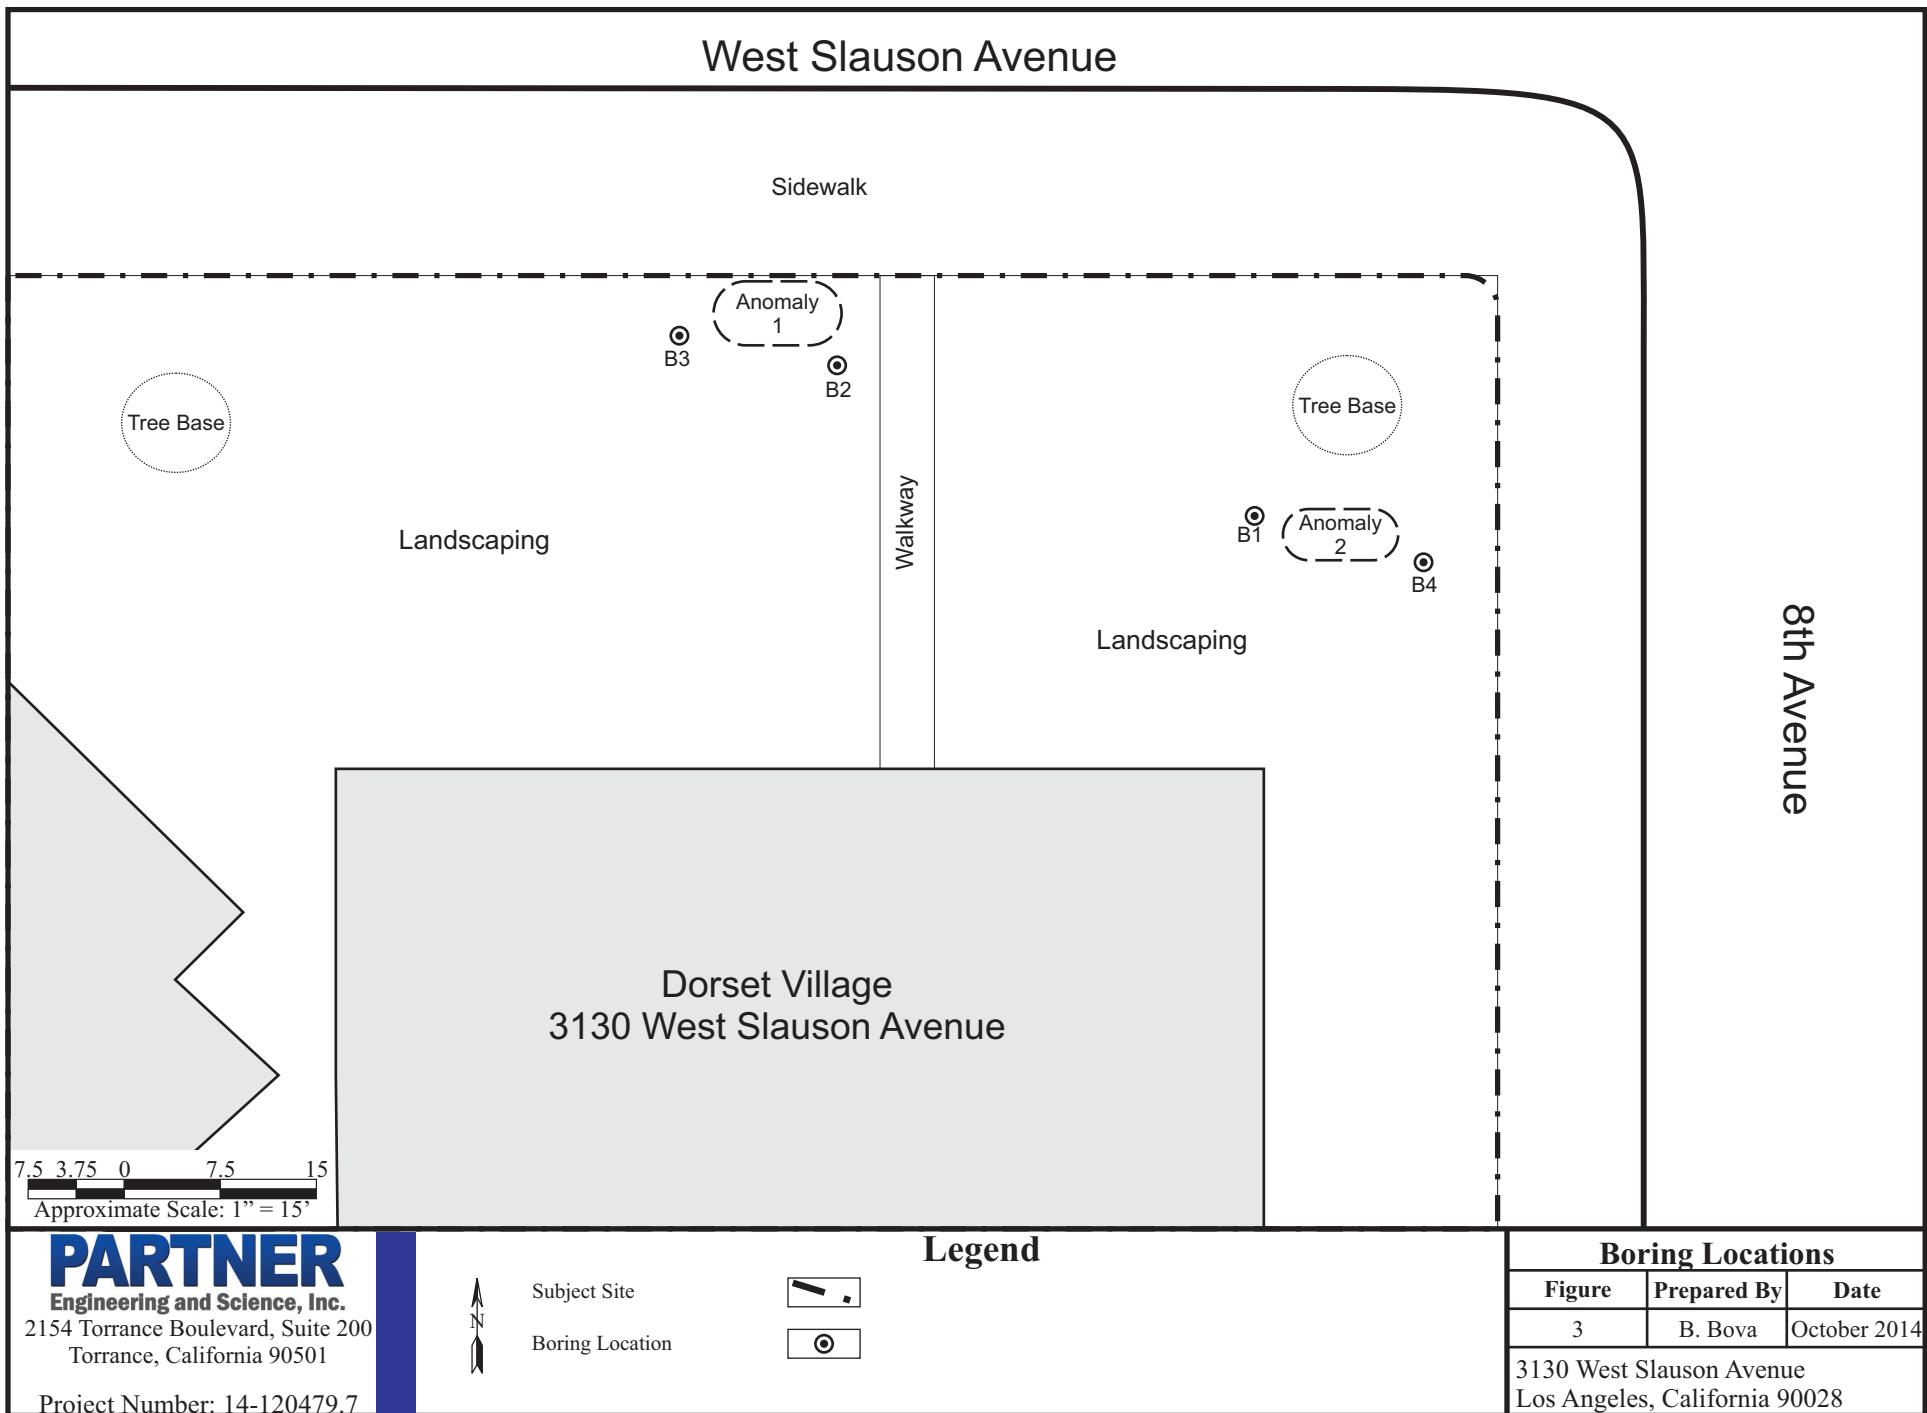 West Slauson Avenue
Sidewalk
Anomaly
1
B3
B2
Tree Base
Tree Base
Walkway
Landscaping
B1
Anomaly
2
B4
Landscaping
8th Avenue
Dorset Village
3130 West Slauson Avenue
7.5 3.75 0 7.5 15
Approximate Scale: 1” = 15’
PARTNER
Engineering and Science, Inc.
2154 Torrance Boulevard, Suite 200
Torrance, California 90501
Project Number: 14-120479.7
Legend
N
Subject Site
Boring Location
Boring Locations
Figure Prepared By Date
3 B. Bova October 2014
3130 West Slauson Avenue
Los Angeles, California 90028